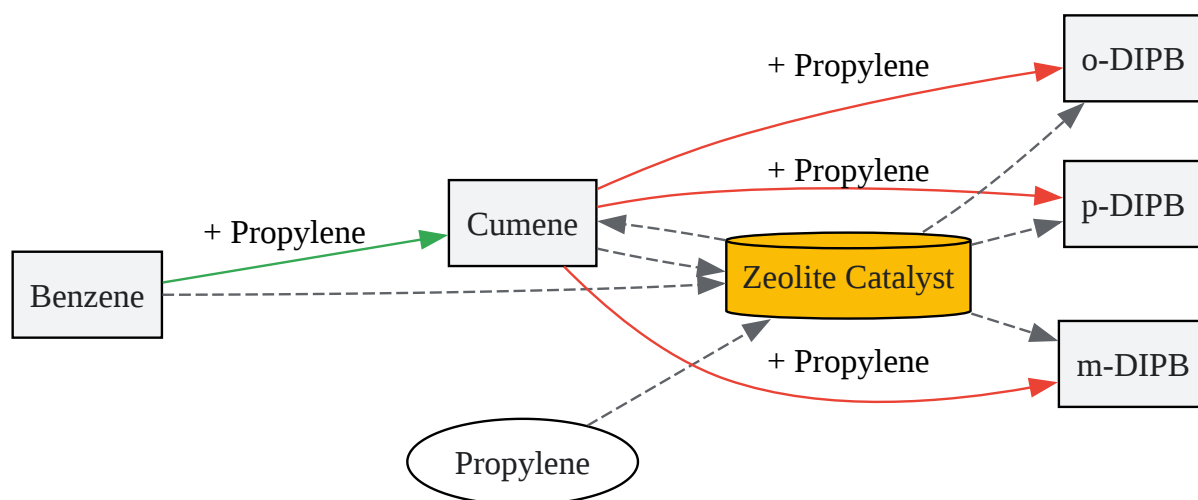 + Propylene
o-DIPB
+ Propylene
p-DIPB
+ Propylene
Cumene
Benzene
Zeolite Catalyst
+ Propylene
m-DIPB
Propylene